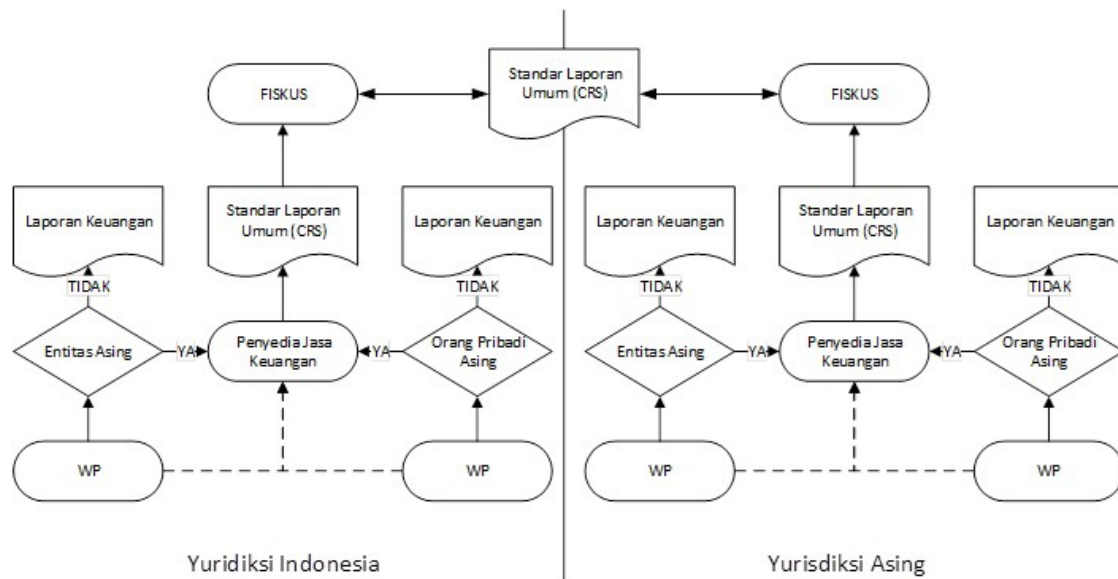 Standar Laporan
Umum (CRS)
FISKUS
FISKUS
Laporan Keuangan
Standar Laporan
Umum (CRS)
Laporan Keuangan
Laporan Keuangan
Standar Laporan
Umum (CRS)
Laporan Keuangan
TIDAK
TIDAK
TIDAK
TIDAK
Entitas Asing
YA
Penyedia Jasa
Keuangan
YA
Orang Pribadi
Asing
Entitas Asing
YA
Penyedia Jasa
Keuangan
YA
Orang Pribadi
Asing
WP
WP
WP
WP
Yuridiksi Indonesia
Yurisdiksi Asing